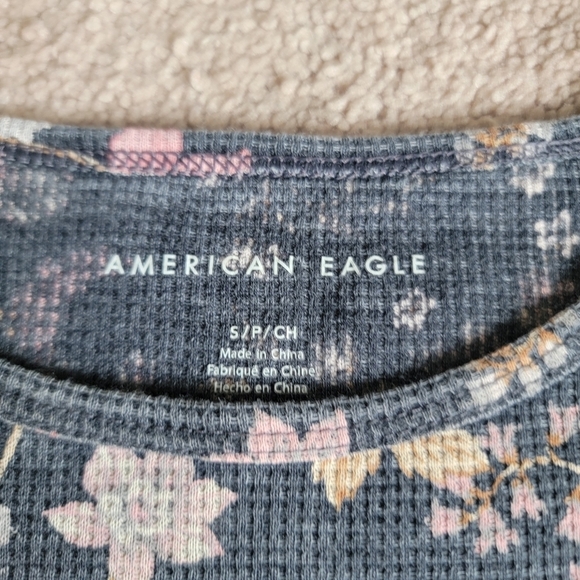 AMERICAN EAGLE
S/P/CH
Made in China
Fabriqué en Chine
Hecho en China